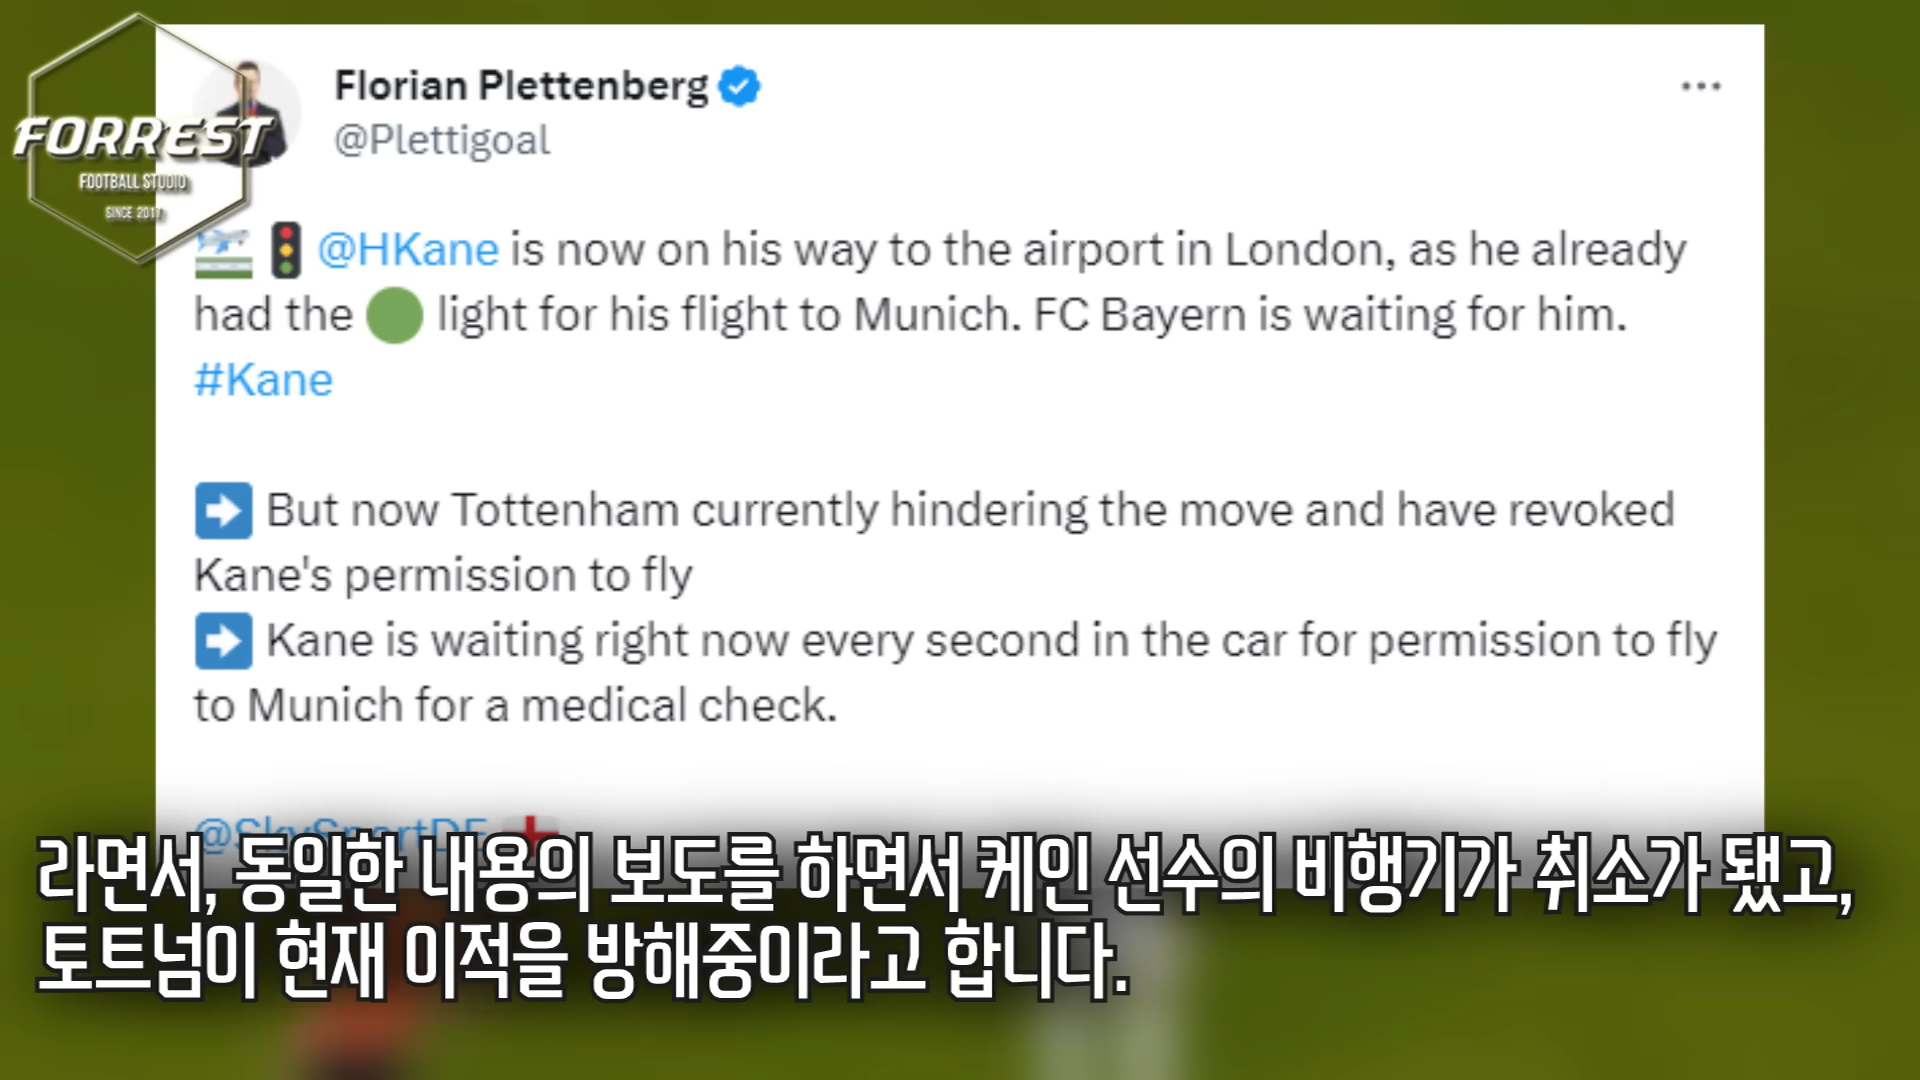 FORREST
FOOTBALL STUDIO
SINCE 2017
Florian Plettenberg
@Plettigoal
@HKane is now on his way to the airport in London, as he already
had the light for his flight to Munich. FC Bayern is waiting for him.
#Kane
But now Tottenham currently hindering the move and have revoked
Kane's permission to fly
Kane is waiting right now every second in the car for permission to fly
to Munich for a medical check.
@SkySportDE
라면서, 동일한 내용의 보도를 하면서 케인 선수의 비행기가 취소가 됐고,
토트넘이 현재 이적을 방해중이라고 합니다.